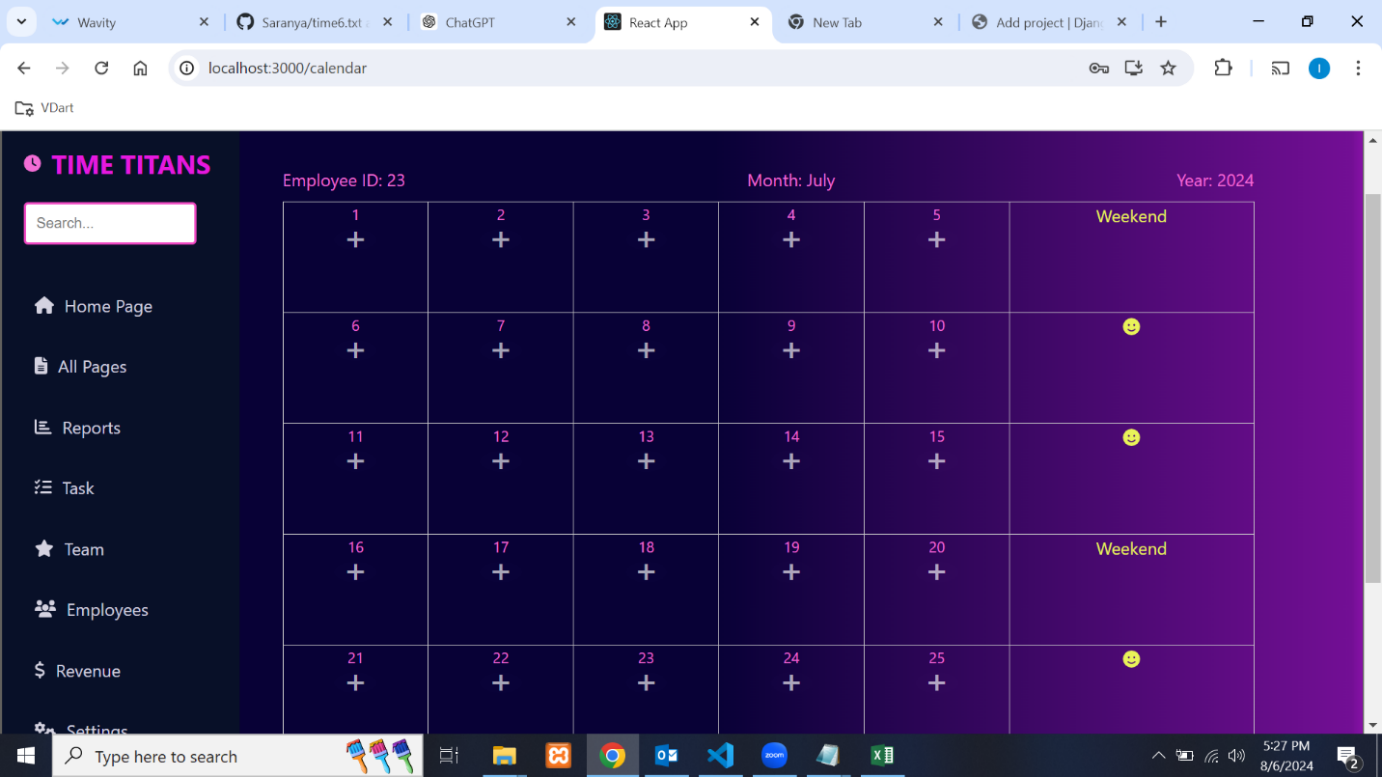 Wavity
Saranya/time6.txt
ChatGPT
React App
New Tab
Add project | Djan
localhost:3000/calendar
I
VDart
TIME TITANS
Search...
Home Page
All Pages
Reports
Task
Team
Employees
Revenue
Settings
Employee ID: 23 Month: July Year: 2024
1 2 3 4 5 Weekend
+ + + + +
6 7 8 9 10
+ + + + +
11 12 13 14 15
+ + + + +
16 17 18 19 20 Weekend
+ + + + +
21 22 23 24 25
+ + + + +
Type here to search
zoom
5:27 PM
8/6/2024
2